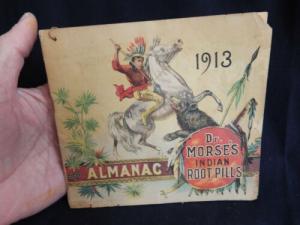 1913
ALMANAC
DR.
MORSE'S
INDIAN
ROOT PILLS